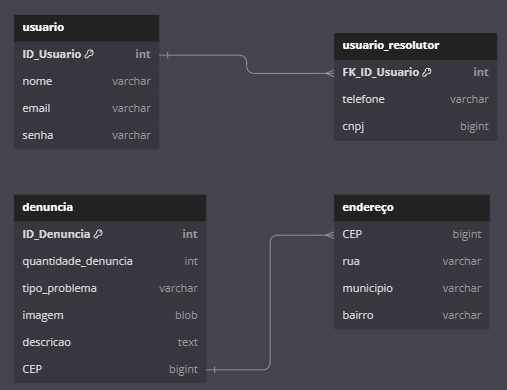 usuario
ID_Usuario int
nome varchar
email varchar
senha varchar
usuario_resolutor
FK_ID_Usuario int
telefone varchar
cnpj bigint
denuncia
ID_Denuncia int
quantidade_denuncia int
tipo_problema varchar
imagem blob
descricao text
CEP bigint
endereço
CEP bigint
rua varchar
municipio varchar
bairro varchar